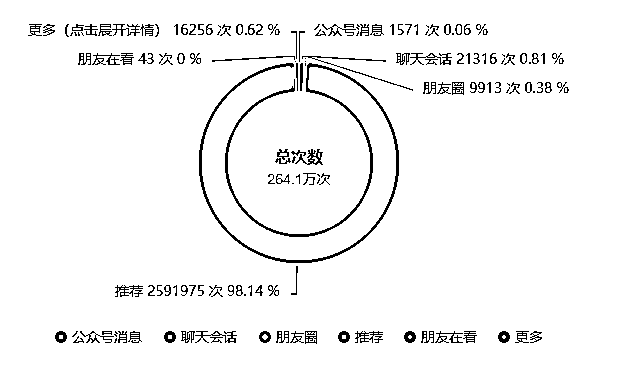 更多（点击展开详情）16256 次 0.62 %
公众号消息 1571 次 0.06 %
朋友在看 43 次 0 %
聊天会话 21316 次 0.81 %
朋友圈 9913 次 0.38 %
总次数
264.1万次
推荐 2591975 次 98.14 %
公众号消息 聊天会话 朋友圈 推荐 朋友在看 更多